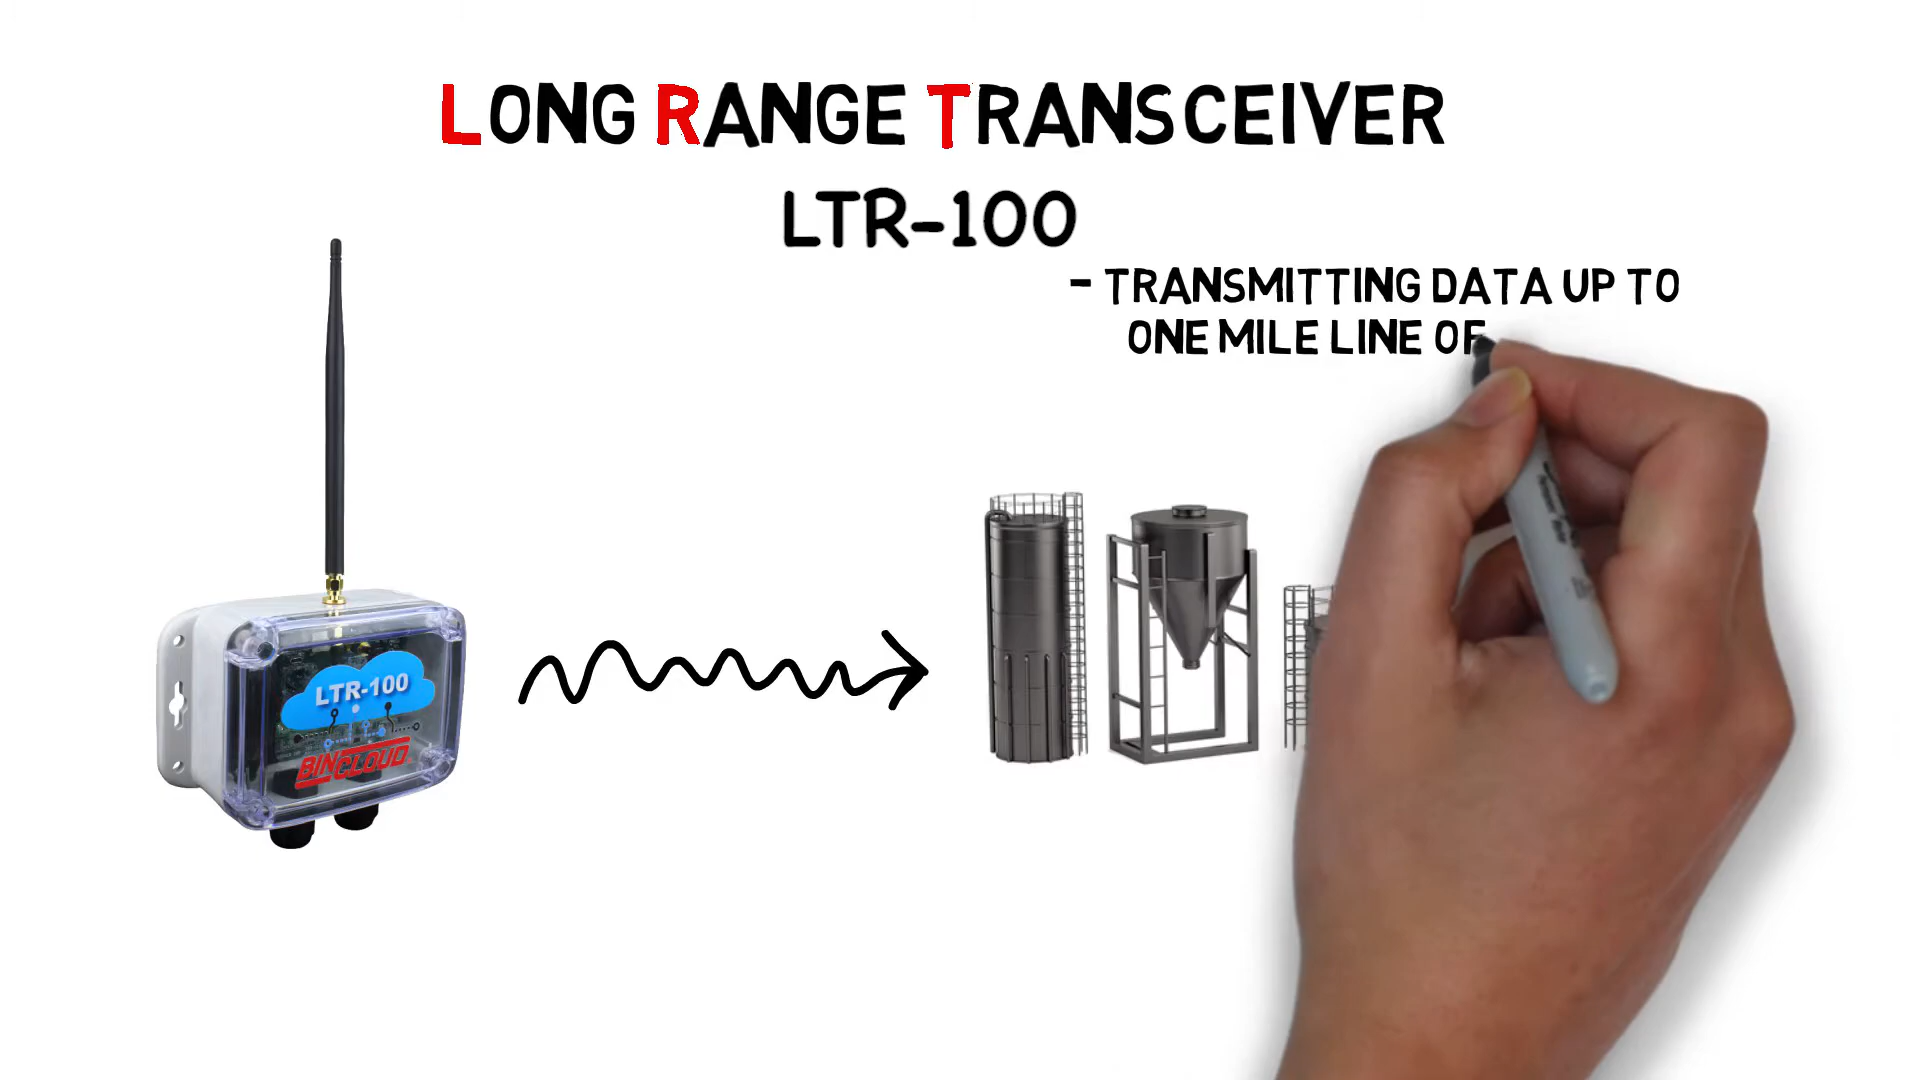 LONG RANGE TRANSCEIVER
LTR-100
- TRANSMITTING DATA UP TO
ONE MILE LINE OF
LTR-100
BINCLOUD